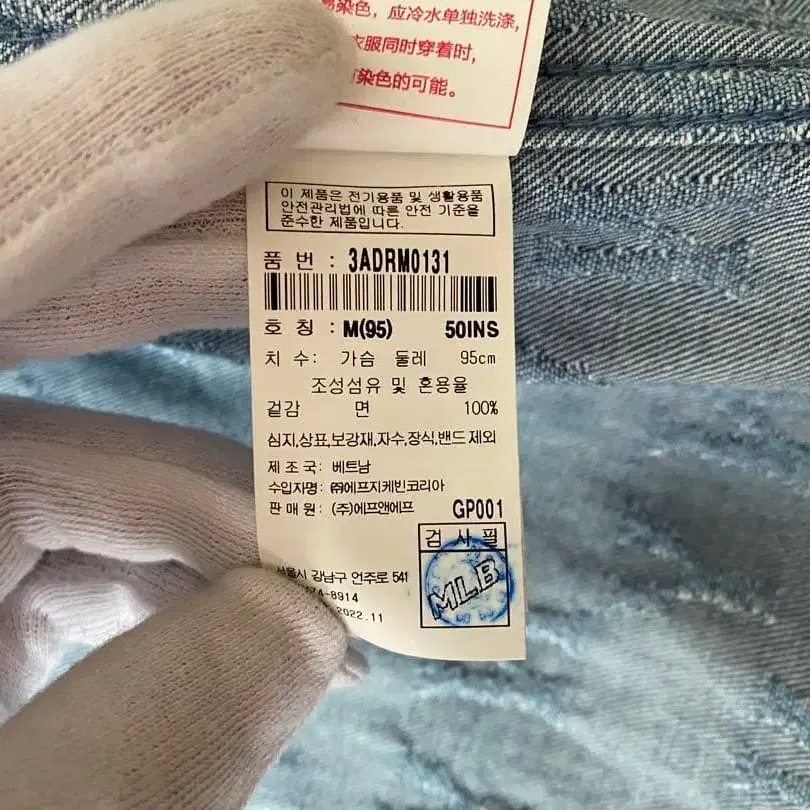 染色，应冷水单独洗涤，
衣服同时穿着时，
染色的可能。
이 제품은 전기용품 및 생활용품
안전관리법에 따른 안전 기준을
준수한 제품입니다.
품 번 : 3ADRM0131
호 칭 : M(95) 50INS
치 수: 가슴 둘레 95cm
조성섬유 및 혼용율
겉감 면 100%
심지,상표,보강재,자수,장식,밴드제외
제 조 국: 베트남
수입자명: ㈜에프지케빈코리아
판 매 원: (주)에프앤에프
GP001
검 사 필
MLB
서울시 강남구 언주로 541
74-8914
2022.11